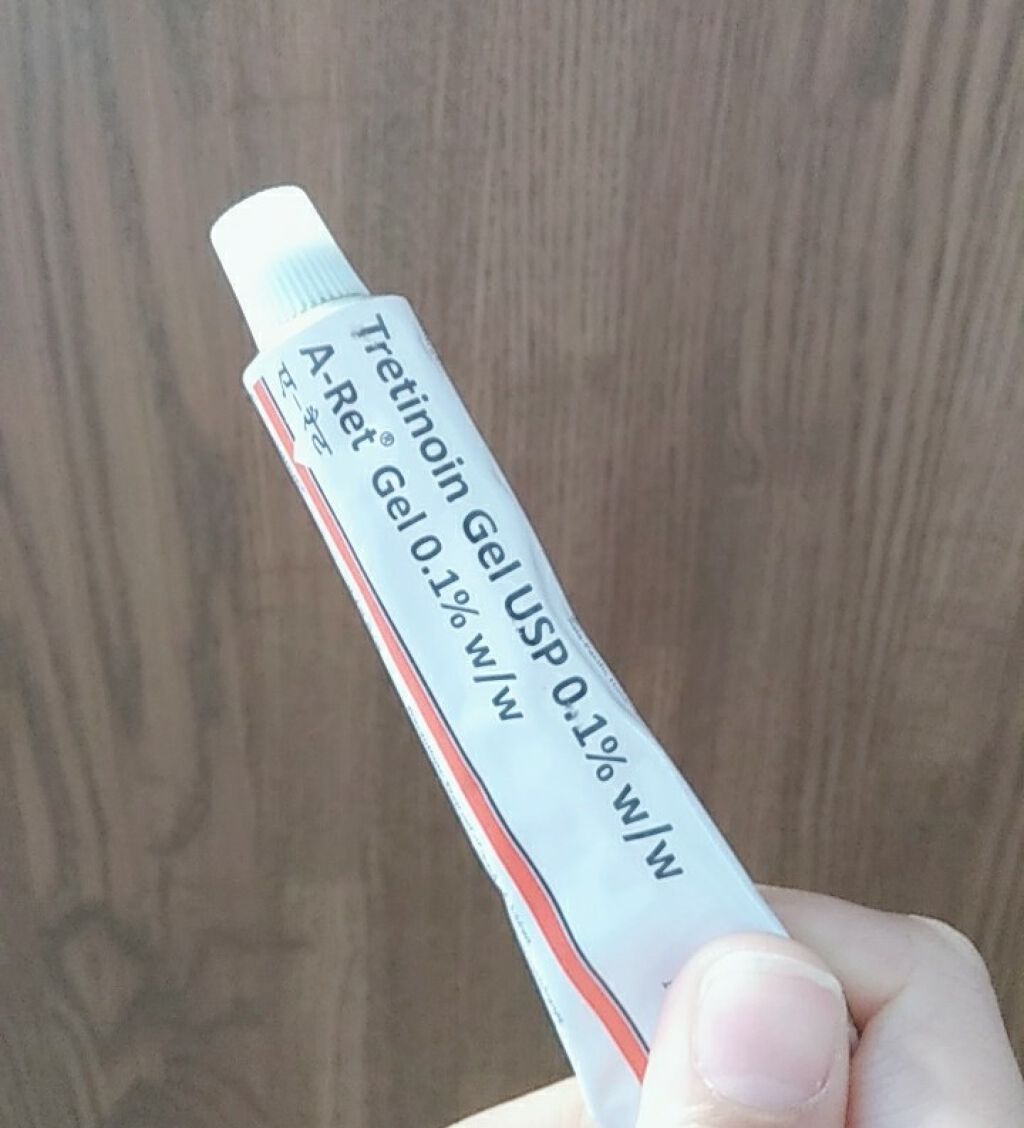 Tretinoin Gel USP 0.1% w/w
A-Ret® Gel 0.1% w/w
ए-रेट